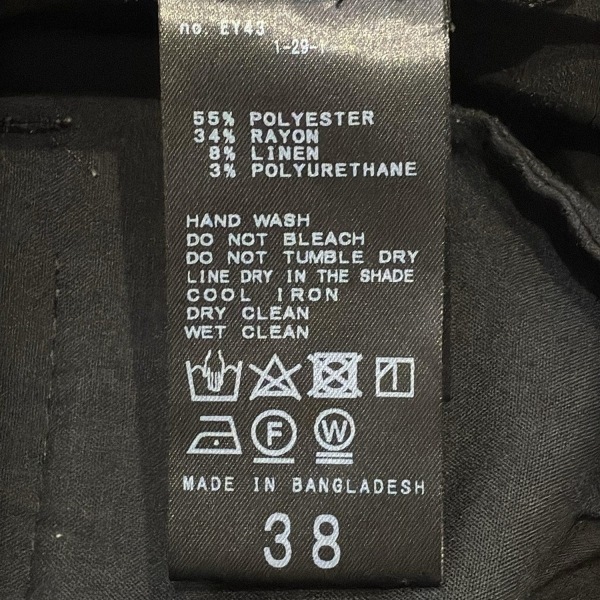 no. EY43
1-29-1
55% POLYESTER
34% RAYON
8% LINEN
3% POLYURETHANE
HAND WASH
DO NOT BLEACH
DO NOT TUMBLE DRY
LINE DRY IN THE SHADE
COOL IRON
DRY CLEAN
WET CLEAN
F W
MADE IN BANGLADESH
38